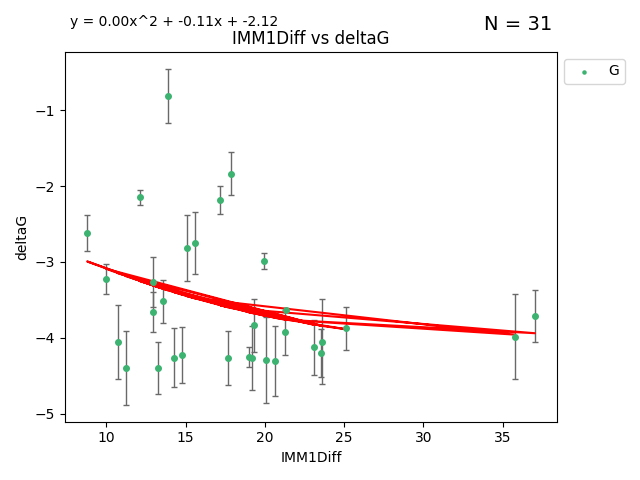 y = 0.00x^2 + -0.11x + -2.12
N = 31
IMM1Diff vs deltaG
G
−1
−2
−3
−4
−5
deltaG
10 15 20 25 30 35
IMM1Diff